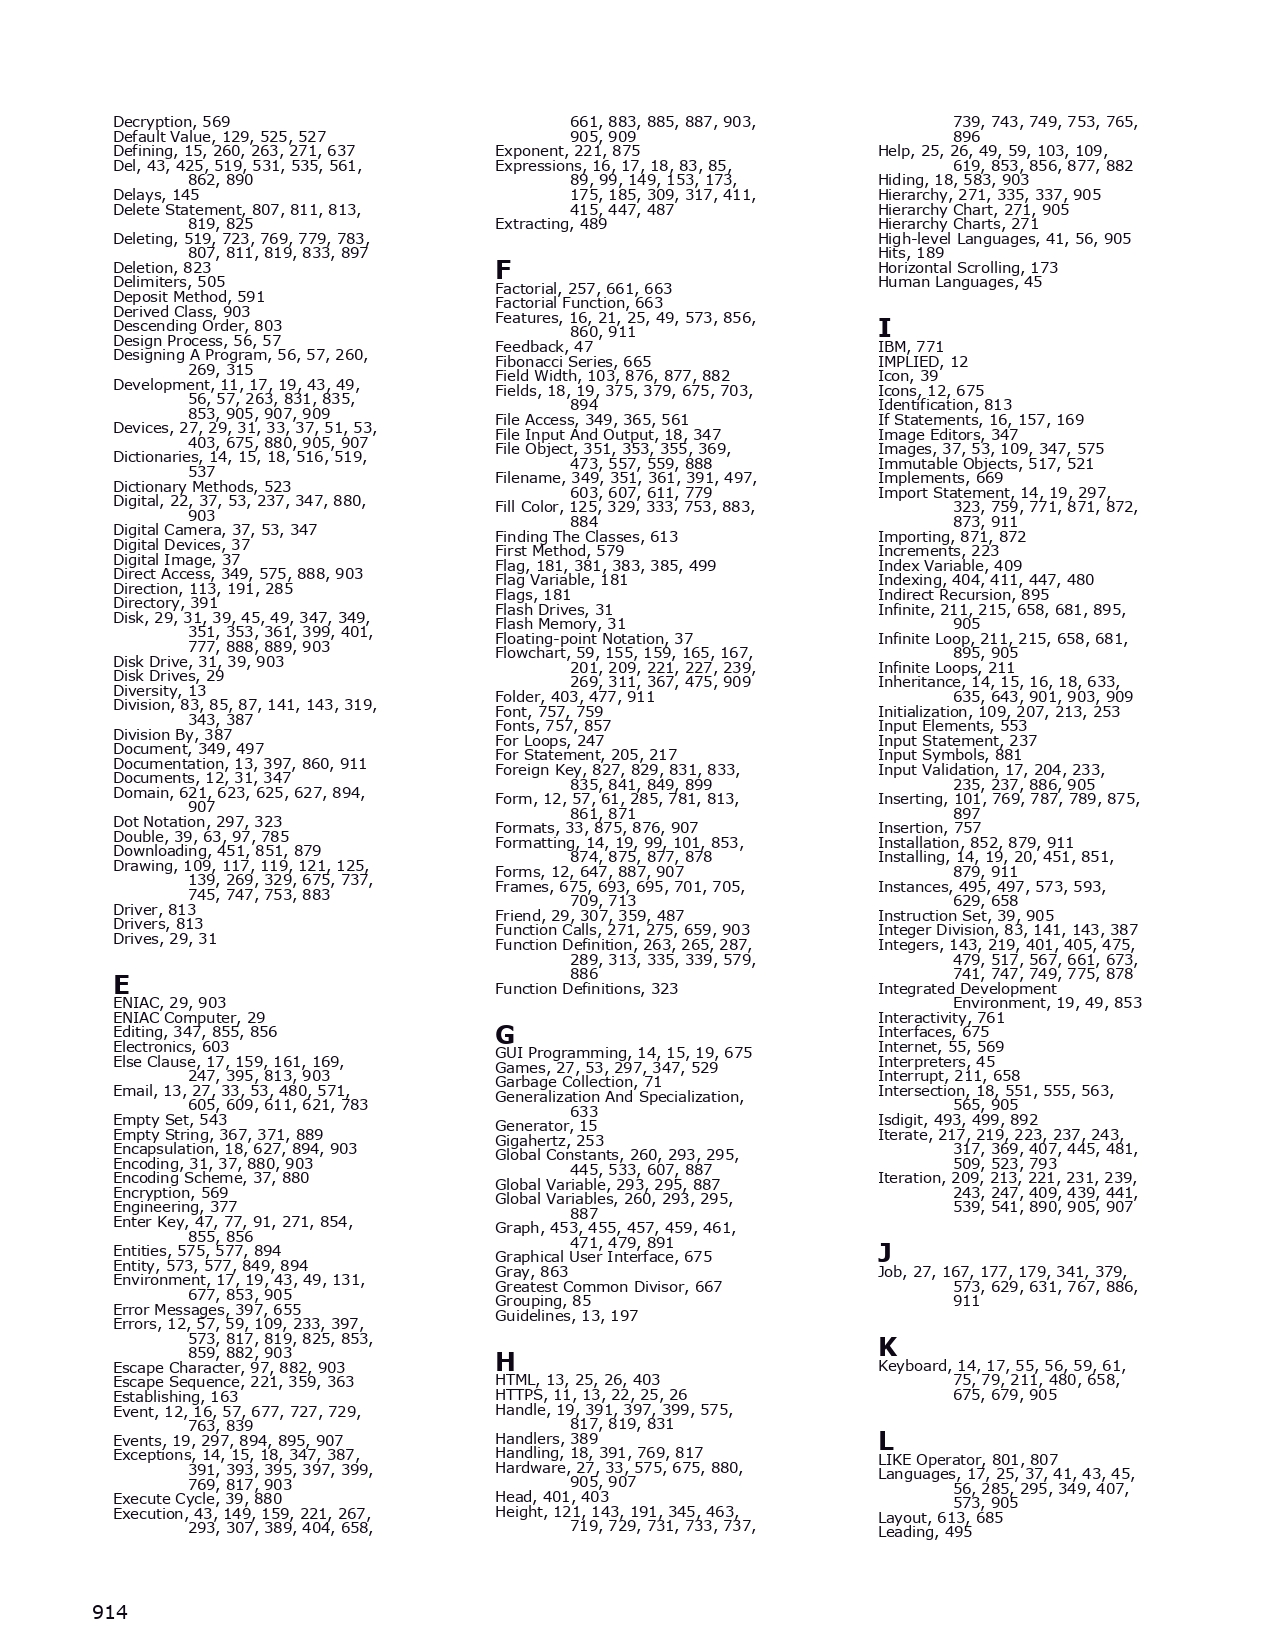 Decryption, 569
Default Value, 129, 525, 527
Defining, 15, 260, 263, 271, 637
Del, 43, 425, 519, 531, 535, 561,
862, 890
Delays, 145
Delete Statement, 807, 811, 813,
819, 825
Deleting, 519, 723, 769, 779, 783,
807, 811, 819, 833, 897
Deletion, 823
Delimiters, 505
Deposit Method, 591
Derived Class, 903
Descending Order, 803
Design Process, 56, 57
Designing A Program, 56, 57, 260,
269, 315
Development, 11, 17, 19, 43, 49,
56, 57, 263, 831, 835,
853, 905, 907, 909
Devices, 27, 29, 31, 33, 37, 51, 53,
403, 675, 880, 905, 907
Dictionaries, 14, 15, 18, 516, 519,
537
Dictionary Methods, 523
Digital, 22, 37, 53, 237, 347, 880,
903
Digital Camera, 37, 53, 347
Digital Devices, 37
Digital Image, 37
Direct Access, 349, 575, 888, 903
Direction, 113, 191, 285
Directory, 391
Disk, 29, 31, 39, 45, 49, 347, 349,
351, 353, 361, 399, 401,
777, 888, 889, 903
Disk Drive, 31, 39, 903
Disk Drives, 29
Diversity, 13
Division, 83, 85, 87, 141, 143, 319,
343, 387
Division By, 387
Document, 349, 497
Documentation, 13, 397, 860, 911
Documents, 12, 31, 347
Domain, 621, 623, 625, 627, 894,
907
Dot Notation, 297, 323
Double, 39, 63, 97, 785
Downloading, 451, 851, 879
Drawing, 109, 117, 119, 121, 125,
139, 269, 329, 675, 737,
745, 747, 753, 883
Driver, 813
Drivers, 813
Drives, 29, 31
E
ENIAC, 29, 903
ENIAC Computer, 29
Editing, 347, 855, 856
Electronics, 603
Else Clause, 17, 159, 161, 169,
247, 395, 813, 903
Email, 13, 27, 33, 53, 480, 571,
605, 609, 611, 621, 783
Empty Set, 543
Empty String, 367, 371, 889
Encapsulation, 18, 627, 894, 903
Encoding, 31, 37, 880, 903
Encoding Scheme, 37, 880
Encryption, 569
Engineering, 377
Enter Key, 47, 77, 91, 271, 854,
855, 856
Entities, 575, 577, 894
Entity, 573, 577, 849, 894
Environment, 17, 19, 43, 49, 131,
677, 853, 905
Error Messages, 397, 655
Errors, 12, 57, 59, 109, 233, 397,
573, 817, 819, 825, 853,
859, 882, 903
Escape Character, 97, 882, 903
Escape Sequence, 221, 359, 363
Establishing, 163
Event, 12, 16, 57, 677, 727, 729,
763, 839
Events, 19, 297, 894, 895, 907
Exceptions, 14, 15, 18, 347, 387,
391, 393, 395, 397, 399,
769, 817, 903
Execute Cycle, 39, 880
Execution, 43, 149, 159, 221, 267,
293, 307, 389, 404, 658,
661, 883, 885, 887, 903,
905, 909
Exponent, 221, 875
Expressions, 16, 17, 18, 83, 85,
89, 99, 149, 153, 173,
175, 185, 309, 317, 411,
415, 447, 487
Extracting, 489
F
Factorial, 257, 661, 663
Factorial Function, 663
Features, 16, 21, 25, 49, 573, 856,
860, 911
Feedback, 47
Fibonacci Series, 665
Field Width, 103, 876, 877, 882
Fields, 18, 19, 375, 379, 675, 703,
894
File Access, 349, 365, 561
File Input And Output, 18, 347
File Object, 351, 353, 355, 369,
473, 557, 559, 888
Filename, 349, 351, 361, 391, 497,
603, 607, 611, 779
Fill Color, 125, 329, 333, 753, 883,
884
Finding The Classes, 613
First Method, 579
Flag, 181, 381, 383, 385, 499
Flag Variable, 181
Flags, 181
Flash Drives, 31
Flash Memory, 31
Floating-point Notation, 37
Flowchart, 59, 155, 159, 165, 167,
201, 209, 221, 227, 239,
269, 311, 367, 475, 909
Folder, 403, 477, 911
Font, 757, 759
Fonts, 757, 857
For Loops, 247
For Statement, 205, 217
Foreign Key, 827, 829, 831, 833,
835, 841, 849, 899
Form, 12, 57, 61, 285, 781, 813,
861, 871
Formats, 33, 875, 876, 907
Formatting, 14, 19, 99, 101, 853,
874, 875, 877, 878
Forms, 12, 647, 887, 907
Frames, 675, 693, 695, 701, 705,
709, 713
Friend, 29, 307, 359, 487
Function Calls, 271, 275, 659, 903
Function Definition, 263, 265, 287,
289, 313, 335, 339, 579,
886
Function Definitions, 323
G
GUI Programming, 14, 15, 19, 675
Games, 27, 53, 297, 347, 529
Garbage Collection, 71
Generalization And Specialization,
633
Generator, 15
Gigahertz, 253
Global Constants, 260, 293, 295,
445, 533, 607, 887
Global Variable, 293, 295, 887
Global Variables, 260, 293, 295,
887
Graph, 453, 455, 457, 459, 461,
471, 479, 891
Graphical User Interface, 675
Gray, 863
Greatest Common Divisor, 667
Grouping, 85
Guidelines, 13, 197
H
HTML, 13, 25, 26, 403
HTTPS, 11, 13, 22, 25, 26
Handle, 19, 391, 397, 399, 575,
817, 819, 831
Handlers, 389
Handling, 18, 391, 769, 817
Hardware, 27, 33, 575, 675, 880,
905, 907
Head, 401, 403
Height, 121, 143, 191, 345, 463,
719, 729, 731, 733, 737,
739, 743, 749, 753, 765,
896
Help, 25, 26, 49, 59, 103, 109,
619, 853, 856, 877, 882
Hiding, 18, 583, 903
Hierarchy, 271, 335, 337, 905
Hierarchy Chart, 271, 905
Hierarchy Charts, 271
High-level Languages, 41, 56, 905
Hits, 189
Horizontal Scrolling, 173
Human Languages, 45
I
IBM, 771
IMPLIED, 12
Icon, 39
Icons, 12, 675
Identification, 813
If Statements, 16, 157, 169
Image Editors, 347
Images, 37, 53, 109, 347, 575
Immutable Objects, 517, 521
Implements, 669
Import Statement, 14, 19, 297,
323, 759, 771, 871, 872,
873, 911
Importing, 871, 872
Increments, 223
Index Variable, 409
Indexing, 404, 411, 447, 480
Indirect Recursion, 895
Infinite, 211, 215, 658, 681, 895,
905
Infinite Loop, 211, 215, 658, 681,
895, 905
Infinite Loops, 211
Inheritance, 14, 15, 16, 18, 633,
635, 643, 901, 903, 909
Initialization, 109, 207, 213, 253
Input Elements, 553
Input Statement, 237
Input Symbols, 881
Input Validation, 17, 204, 233,
235, 237, 886, 905
Inserting, 101, 769, 787, 789, 875,
897
Insertion, 757
Installation, 852, 879, 911
Installing, 14, 19, 20, 451, 851,
879, 911
Instances, 495, 497, 573, 593,
629, 658
Instruction Set, 39, 905
Integer Division, 83, 141, 143, 387
Integers, 143, 219, 401, 405, 475,
479, 517, 567, 661, 673,
741, 747, 749, 775, 878
Integrated Development
Environment, 19, 49, 853
Interactivity, 761
Interfaces, 675
Internet, 55, 569
Interpreters, 45
Interrupt, 211, 658
Intersection, 18, 551, 555, 563,
565, 905
Isdigit, 493, 499, 892
Iterate, 217, 219, 223, 237, 243,
317, 369, 407, 445, 481,
509, 523, 793
Iteration, 209, 213, 221, 231, 239,
243, 247, 409, 439, 441,
539, 541, 890, 905, 907
J
Job, 27, 167, 177, 179, 341, 379,
573, 629, 631, 767, 886,
911
K
Keyboard, 14, 17, 55, 56, 59, 61,
75, 79, 211, 480, 658,
675, 679, 905
L
LIKE Operator, 801, 807
Languages, 17, 25, 37, 41, 43, 45,
56, 285, 295, 349, 407,
573, 905
Layout, 613, 685
Leading, 495
914